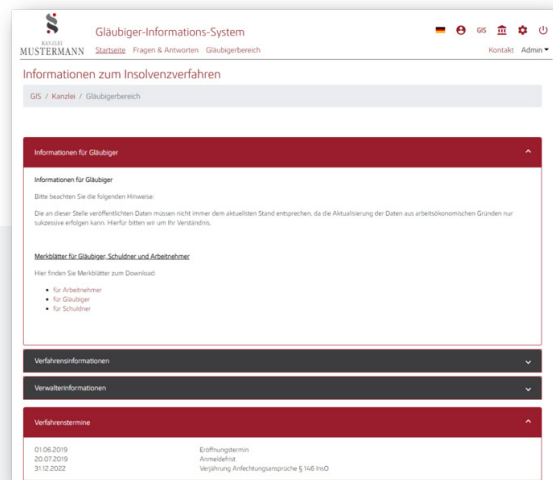 §
KANZLEI
MUSTERMANN
Gläubiger-Informations-System
GIS
Startseite Fragen & Antworten Gläubigerbereich
Kontakt Admin
Informationen zum Insolvenzverfahren
GIS / Kanzlei / Gläubigerbereich
Informationen für Gläubiger
Informationen für Gläubiger
Bitte beachten Sie die folgenden Hinweise:
Die an dieser Stelle veröffentlichten Daten müssen nicht immer dem aktuellsten Stand entsprechen, da die Aktualisierung der Daten aus arbeitsökonomischen Gründen nur
sukzessive erfolgen kann. Hierfür bitten wir um Ihr Verständnis.
Merkblätter für Gläubiger, Schuldner und Arbeitnehmer
Hier finden Sie Merkblätter zum Download:
für Arbeitnehmer
für Gläubiger
für Schuldner
Verfahrensinformationen
Verwalterinformationen
Verfahrenstermine
01.06.2019 Eröffnungstermin
20.07.2019 Anmeldefrist
31.12.2022 Verjährung Anfechtungsansprüche § 146 InsO